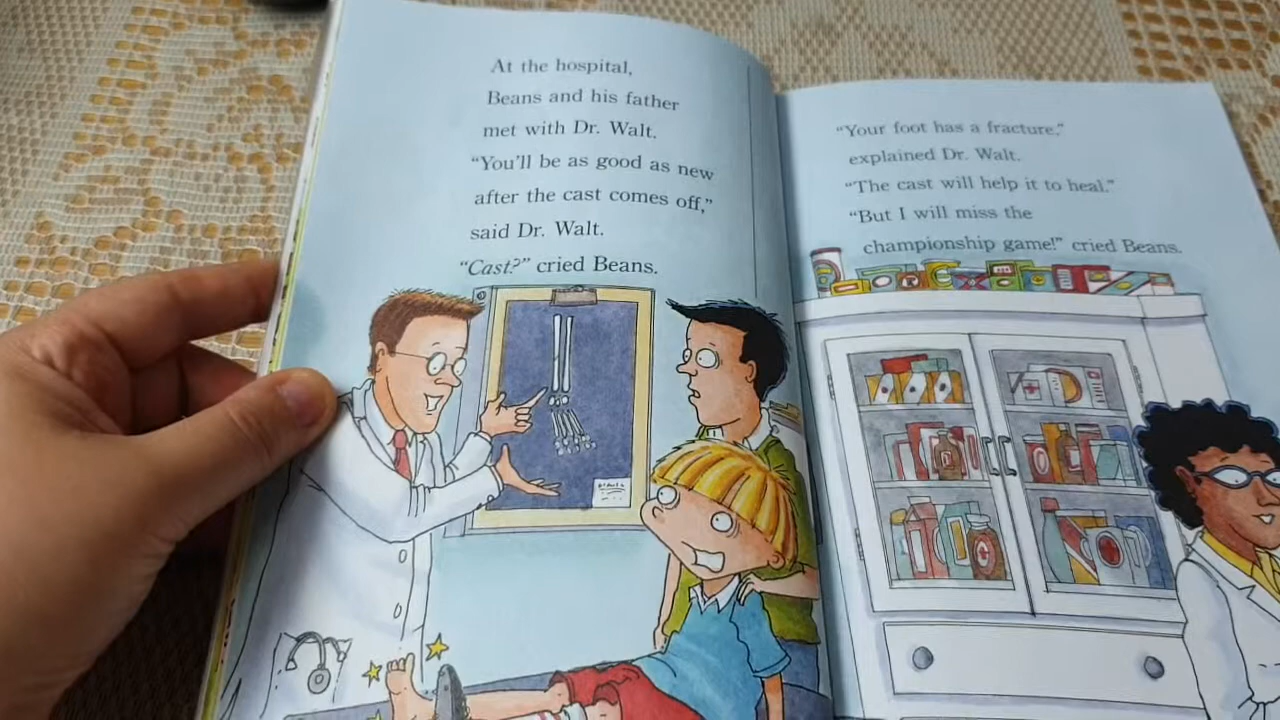 At the hospital,
Beans and his father
met with Dr. Walt.
“You’ll be as good as new
after the cast comes off,”
said Dr. Walt.
“Cast?” cried Beans.
“Your foot has a fracture,”
explained Dr. Walt.
“The cast will help it to heal.”
“But I will miss the
championship game!” cried Beans.